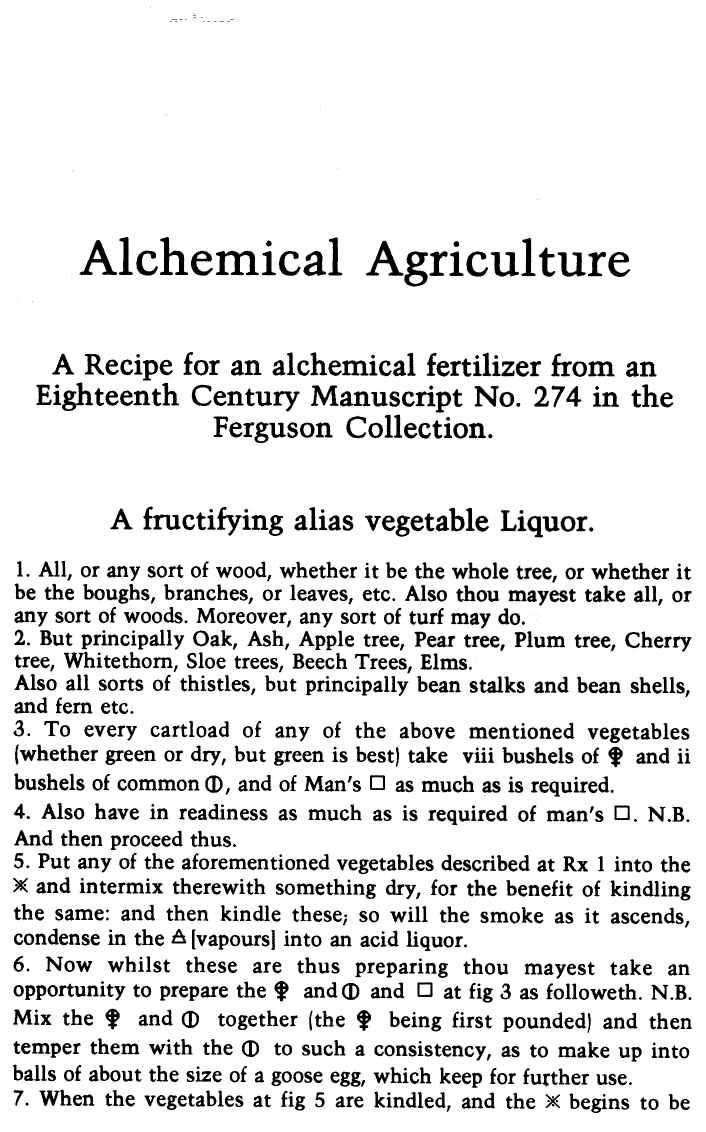 Alchemical Agriculture
A Recipe for an alchemical fertilizer from an
Eighteenth Century Manuscript No. 274 in the
Ferguson Collection.
A fructifying alias vegetable Liquor.
1. All, or any sort of wood, whether it be the whole tree, or whether it
be the boughs, branches, or leaves, etc. Also thou mayest take all, or
any sort of woods. Moreover, any sort of turf may do.
2. But principally Oak, Ash, Apple tree, Pear tree, Plum tree, Cherry
tree, Whitethorn, Sloe trees, Beech Trees, Elms.
Also all sorts of thistles, but principally bean stalks and bean shells,
and fern etc.
3. To every cartload of any of the above mentioned vegetables
(whether green or dry, but green is best) take viii bushels of 🜹 and ii
bushels of common ⦶, and of Man's □ as much as is required.
4. Also have in readiness as much as is required of man's □. N.B.
And then proceed thus.
5. Put any of the aforementioned vegetables described at Rx 1 into the
※ and intermix therewith something dry, for the benefit of kindling
the same: and then kindle these; so will the smoke as it ascends,
condense in the 🜁 [vapours] into an acid liquor.
6. Now whilst these are thus preparing thou mayest take an
opportunity to prepare the 🜹 and ⦶ and □ at fig 3 as followeth. N.B.
Mix the 🜹 and ⦶ together (the 🜹 being first pounded) and then
temper them with the ⦶ to such a consistency, as to make up into
balls of about the size of a goose egg, which keep for further use.
7. When the vegetables at fig 5 are kindled, and the ※ begins to be